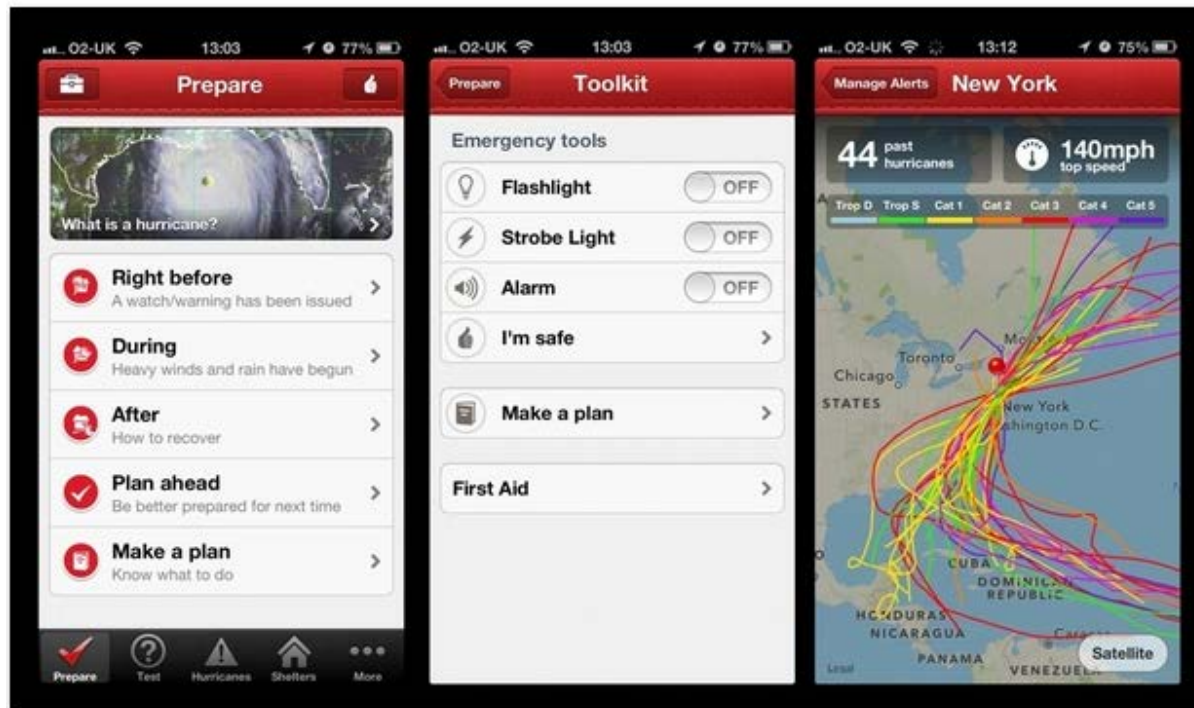 O2-UK 13:03 77%
Prepare
What is a hurricane?
Right before
A watch/warning has been issued
During
Heavy winds and rain have begun
After
How to recover
Plan ahead
Be better prepared for next time
Make a plan
Know what to do
Prepare Test Hurricanes Shelters More
O2-UK 13:03 77%
Prepare Toolkit
Emergency tools
Flashlight OFF
Strobe Light OFF
Alarm OFF
I'm safe
Make a plan
First Aid
O2-UK 13:12 75%
Manage Alerts New York
44 past hurricanes
140mph top speed
Trop D Trop S Cat 1 Cat 2 Cat 3 Cat 4 Cat 5
Toronto
Chicago
STATES
New York
Washington D.C.
CUBA
DOMINICAN
REPUBLIC
HONDURAS
NICARAGUA
PANAMA
VENEZUELA
Satellite
Legal